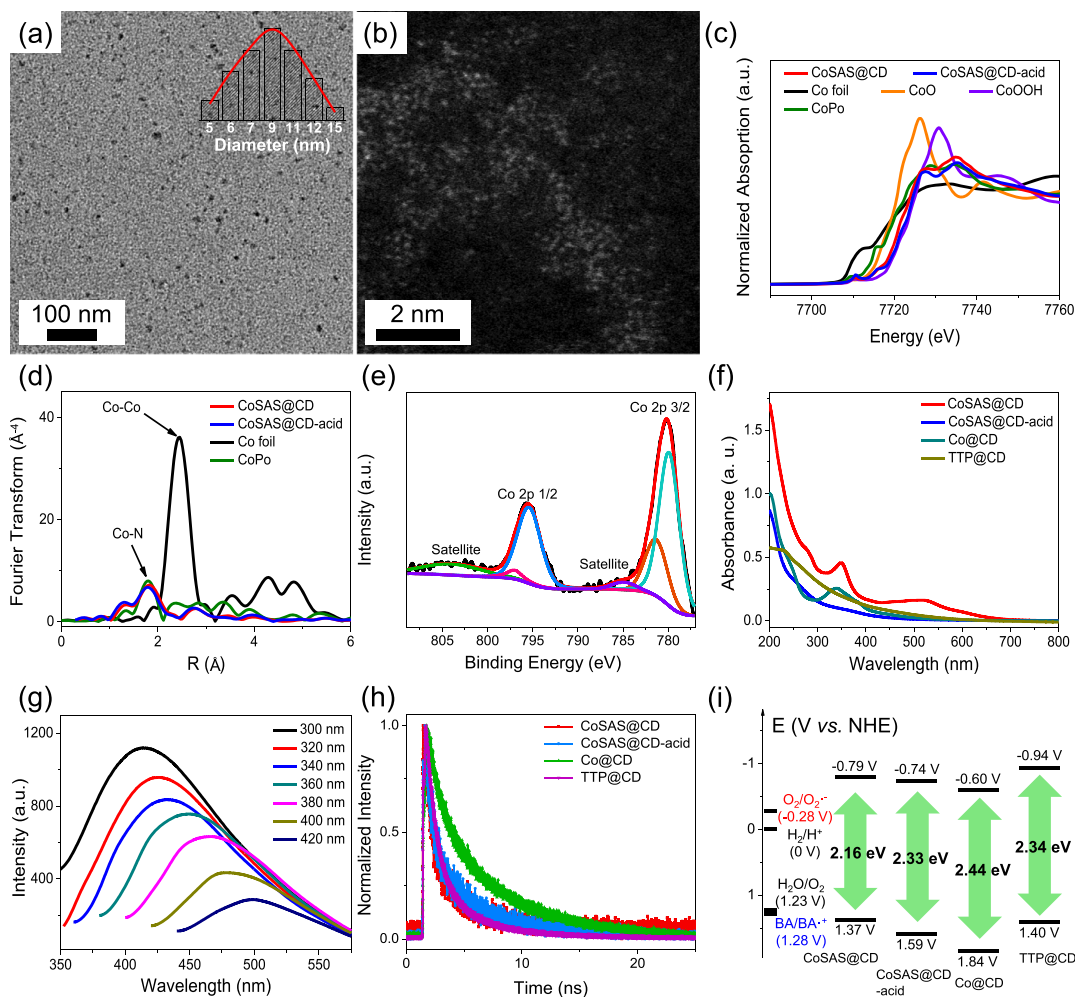 (a)
5 6 7 9 11 12 15
Diameter (nm)
100 nm
(b)
2 nm
(c)
CoSAS@CD
CoSAS@CD-acid
Co foil
CoO
CoOOH
CoPo
Normalized Absoprtion (a.u.)
7700 7720 7740 7760
Energy (eV)
(d)
Co-Co
Co-N
CoSAS@CD
CoSAS@CD-acid
Co foil
CoPo
Fourier Transform (Å⁻⁴)
40
20
0
0 2 4 6
R (Å)
(e)
Co 2p 3/2
Co 2p 1/2
Satellite
Satellite
Intensity (a.u.)
805 800 795 790 785 780
Binding Energy (eV)
(f)
CoSAS@CD
CoSAS@CD-acid
Co@CD
TTP@CD
Absorbance (a. u.)
1.5
1.0
0.5
0.0
200 300 400 500 600 700 800
Wavelength (nm)
(g)
300 nm
320 nm
340 nm
360 nm
380 nm
400 nm
420 nm
Intensity (a.u.)
1200
800
400
350 400 450 500 550
Wavelength (nm)
(h)
CoSAS@CD
CoSAS@CD-acid
Co@CD
TTP@CD
Normalized Intensity
1.0
0.5
0.0
0 10 20
Time (ns)
(i)
E (V vs. NHE)
-1
0
1
O₂/O₂•⁻
(-0.28 V)
H₂/H⁺
(0 V)
H₂O/O₂
(1.23 V)
BA/BA•⁺
(1.28 V)
-0.79 V
2.16 eV
1.37 V
CoSAS@CD
-0.74 V
2.33 eV
1.59 V
CoSAS@CD
-acid
-0.60 V
2.44 eV
1.84 V
Co@CD
-0.94 V
2.34 eV
1.40 V
TTP@CD